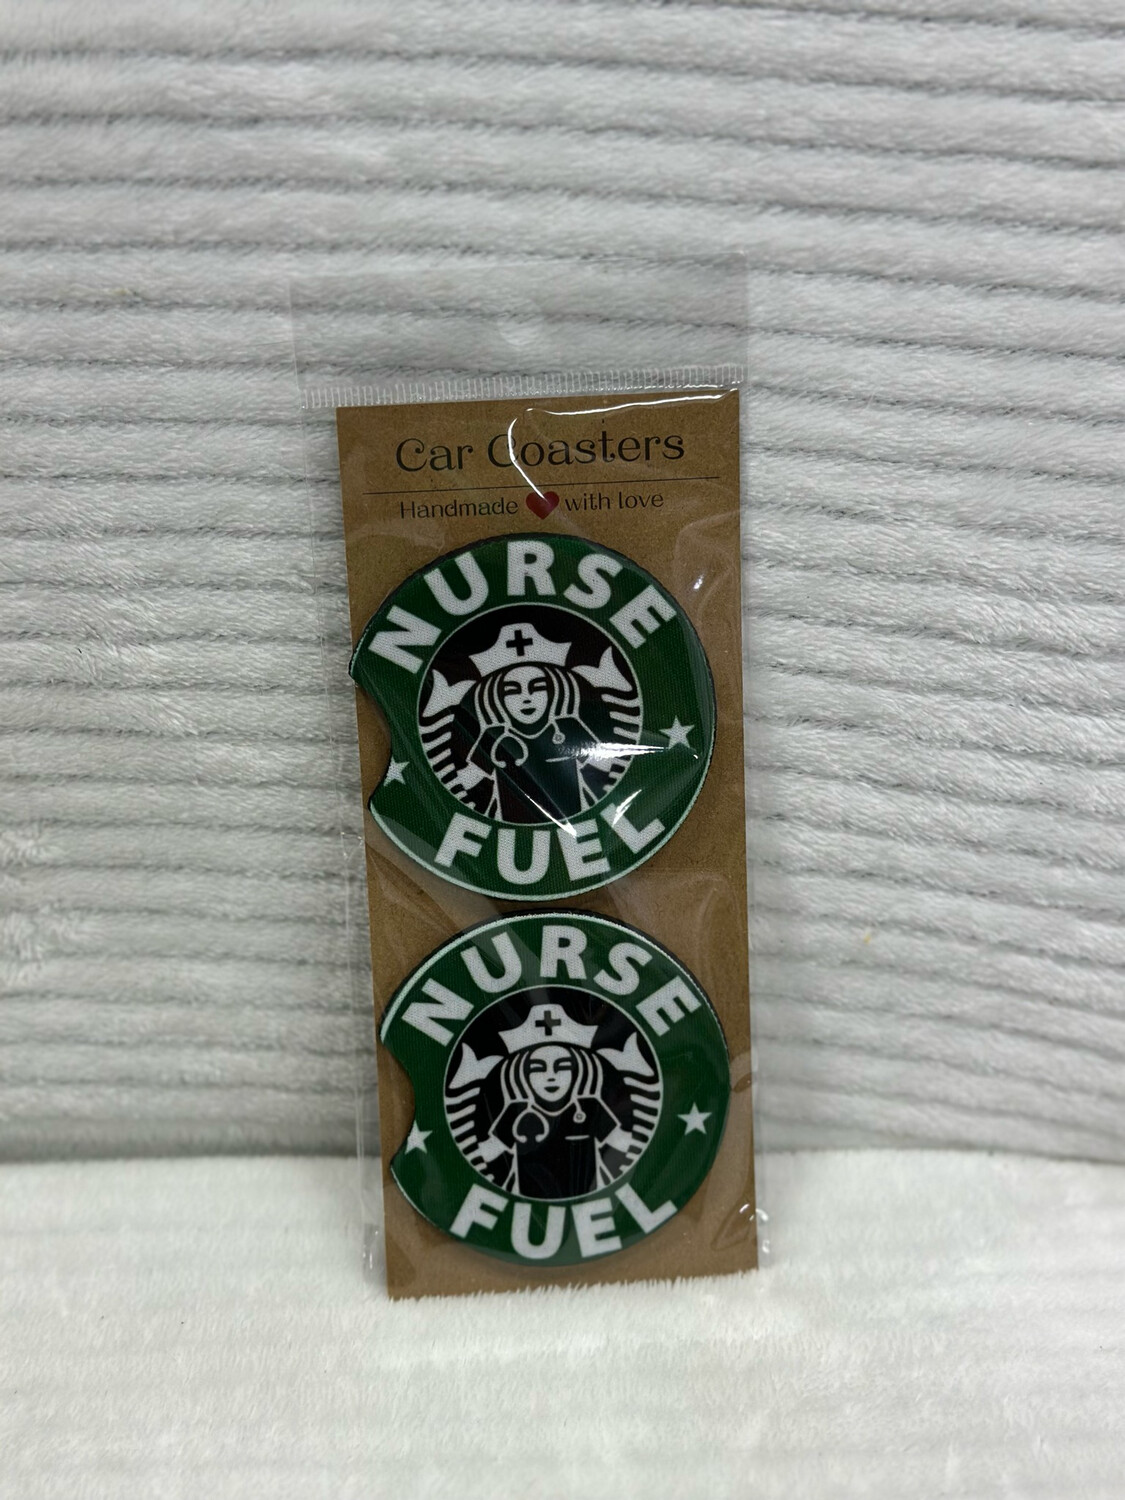 Car Coasters
Handmade ❤ with love
NURSE
FUEL
NURSE
FUEL